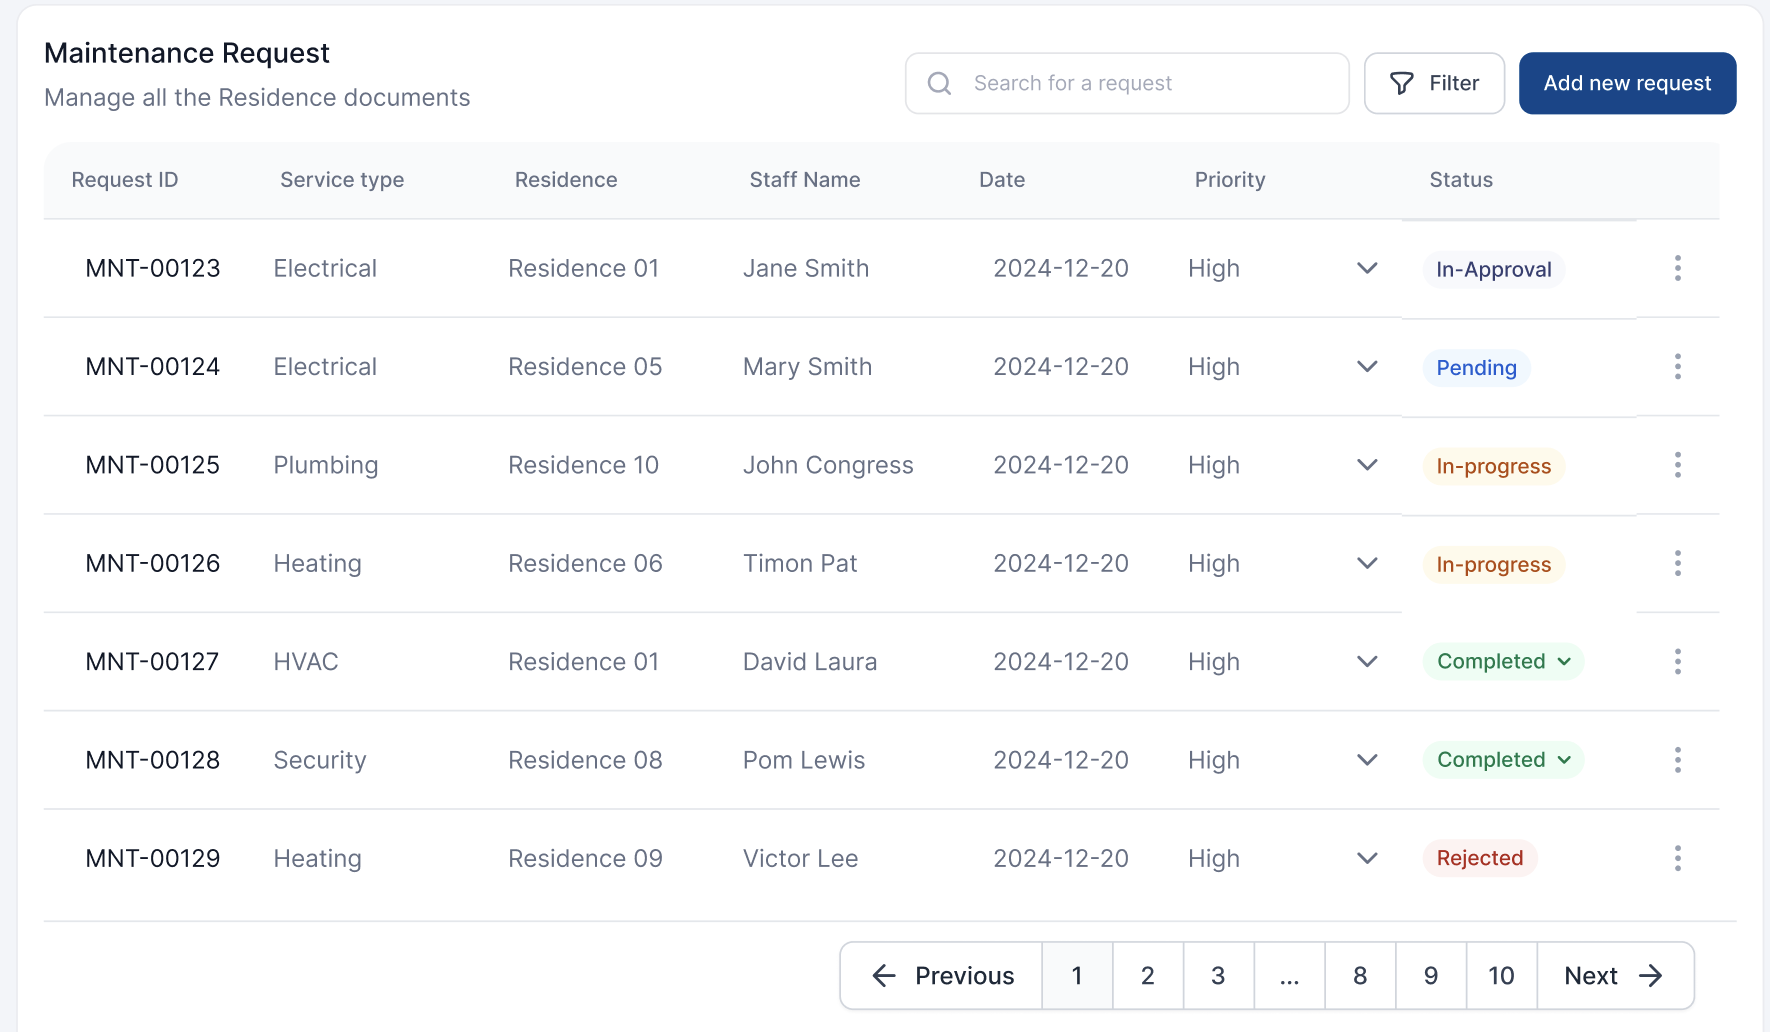 Maintenance Request
Manage all the Residence documents
Search for a request
Filter
Add new request
Request ID Service type Residence Staff Name Date Priority Status
MNT-00123 Electrical Residence 01 Jane Smith 2024-12-20 High In-Approval
MNT-00124 Electrical Residence 05 Mary Smith 2024-12-20 High Pending
MNT-00125 Plumbing Residence 10 John Congress 2024-12-20 High In-progress
MNT-00126 Heating Residence 06 Timon Pat 2024-12-20 High In-progress
MNT-00127 HVAC Residence 01 David Laura 2024-12-20 High Completed
MNT-00128 Security Residence 08 Pom Lewis 2024-12-20 High Completed
MNT-00129 Heating Residence 09 Victor Lee 2024-12-20 High Rejected
Previous 1 2 3 ... 8 9 10 Next